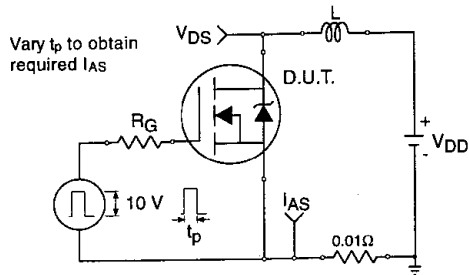 Vary tp to obtain
required IAS
VDS
L
D.U.T.
RG
+
VDD
-
10 V
tp
IAS
0.01Ω